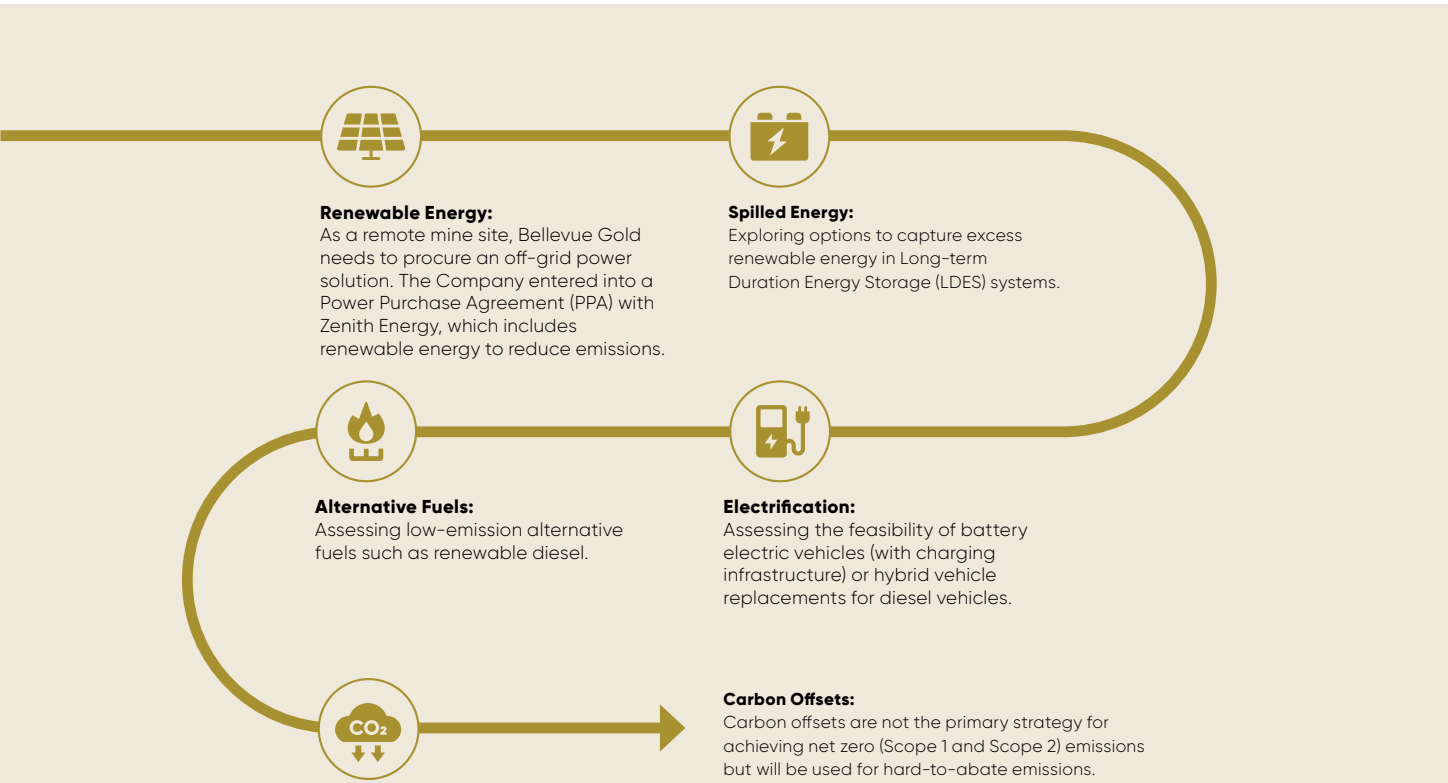 Renewable Energy:
As a remote mine site, Bellevue Gold
needs to procure an off-grid power
solution. The Company entered into a
Power Purchase Agreement (PPA) with
Zenith Energy, which includes
renewable energy to reduce emissions.
Spilled Energy:
Exploring options to capture excess
renewable energy in Long-term
Duration Energy Storage (LDES) systems.
Electrification:
Assessing the feasibility of battery
electric vehicles (with charging
infrastructure) or hybrid vehicle
replacements for diesel vehicles.
Alternative Fuels:
Assessing low-emission alternative
fuels such as renewable diesel.
CO₂
Carbon Offsets:
Carbon offsets are not the primary strategy for
achieving net zero (Scope 1 and Scope 2) emissions
but will be used for hard-to-abate emissions.